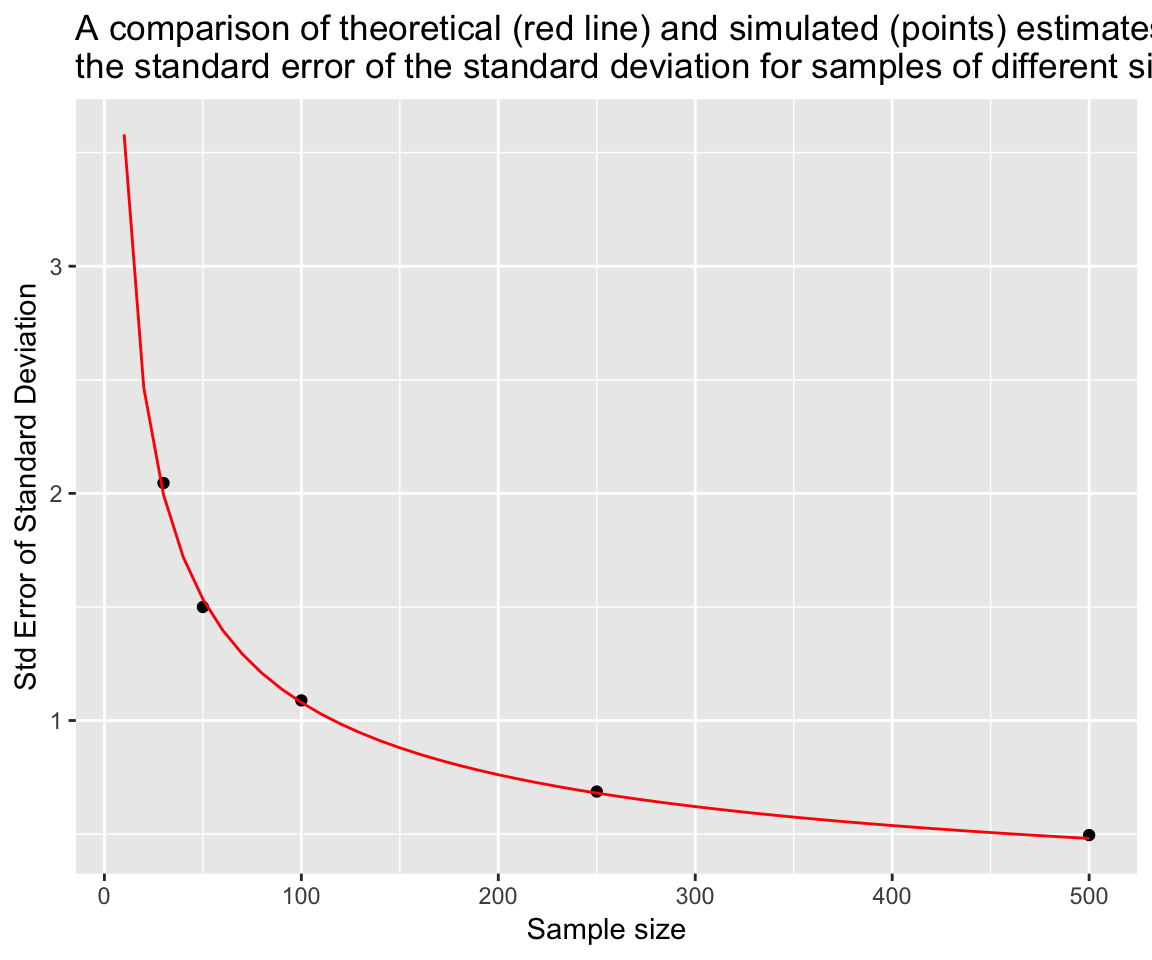 A comparison of theoretical (red line) and simulated (points) estimates
the standard error of the standard deviation for samples of different si
3
2
1
Std Error of Standard Deviation
0 100 200 300 400 500
Sample size